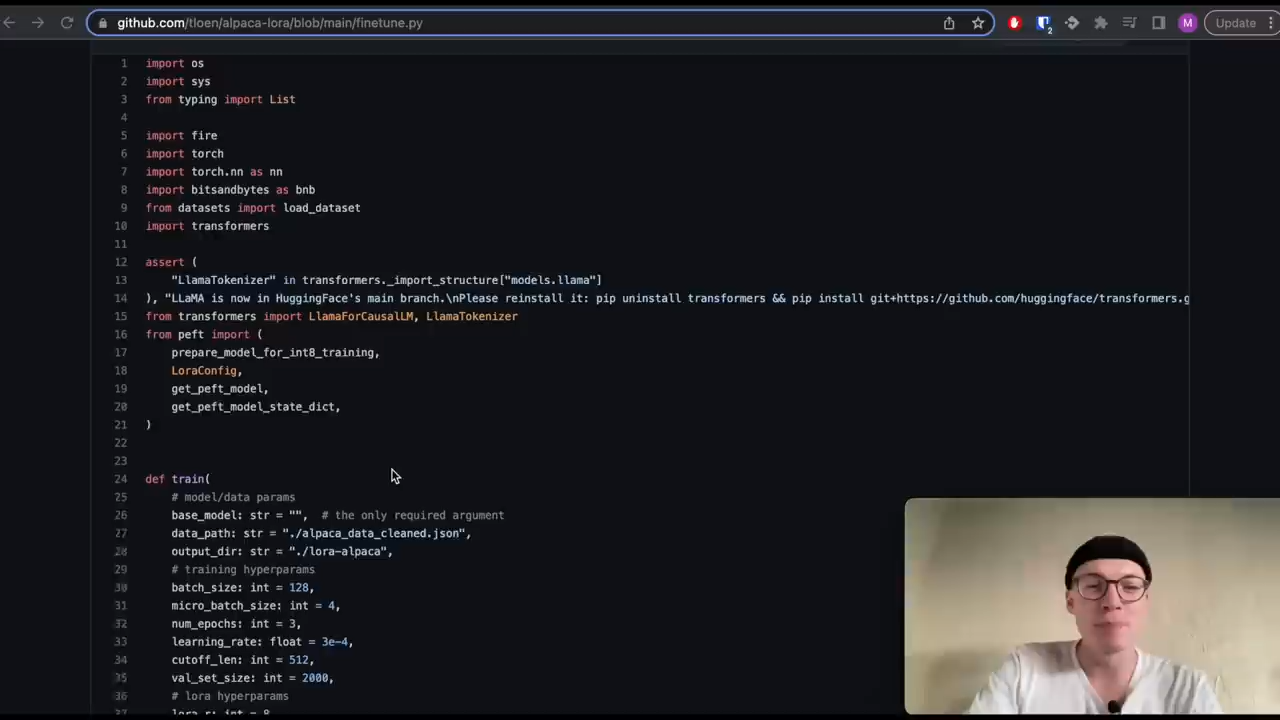 github.com/tloen/alpaca-lora/blob/main/finetune.py
2
M
Update
1 import os
2 import sys
3 from typing import List
4
5 import fire
6 import torch
7 import torch.nn as nn
8 import bitsandbytes as bnb
9 from datasets import load_dataset
10 import transformers
11
12 assert (
13 "LlamaTokenizer" in transformers._import_structure["models.llama"]
14 ), "LLaMA is now in HuggingFace's main branch.\nPlease reinstall it: pip uninstall transformers && pip install git+https://github.com/huggingface/transformers.g
15 from transformers import LlamaForCausalLM, LlamaTokenizer
16 from peft import (
17 prepare_model_for_int8_training,
18 LoraConfig,
19 get_peft_model,
20 get_peft_model_state_dict,
21 )
22
23
24 def train(
25 # model/data params
26 base_model: str = "", # the only required argument
27 data_path: str = "./alpaca_data_cleaned.json",
28 output_dir: str = "./lora-alpaca",
29 # training hyperparams
30 batch_size: int = 128,
31 micro_batch_size: int = 4,
32 num_epochs: int = 3,
33 learning_rate: float = 3e-4,
34 cutoff_len: int = 512,
35 val_set_size: int = 2000,
36 # lora hyperparams
37 lora_r: int = 8